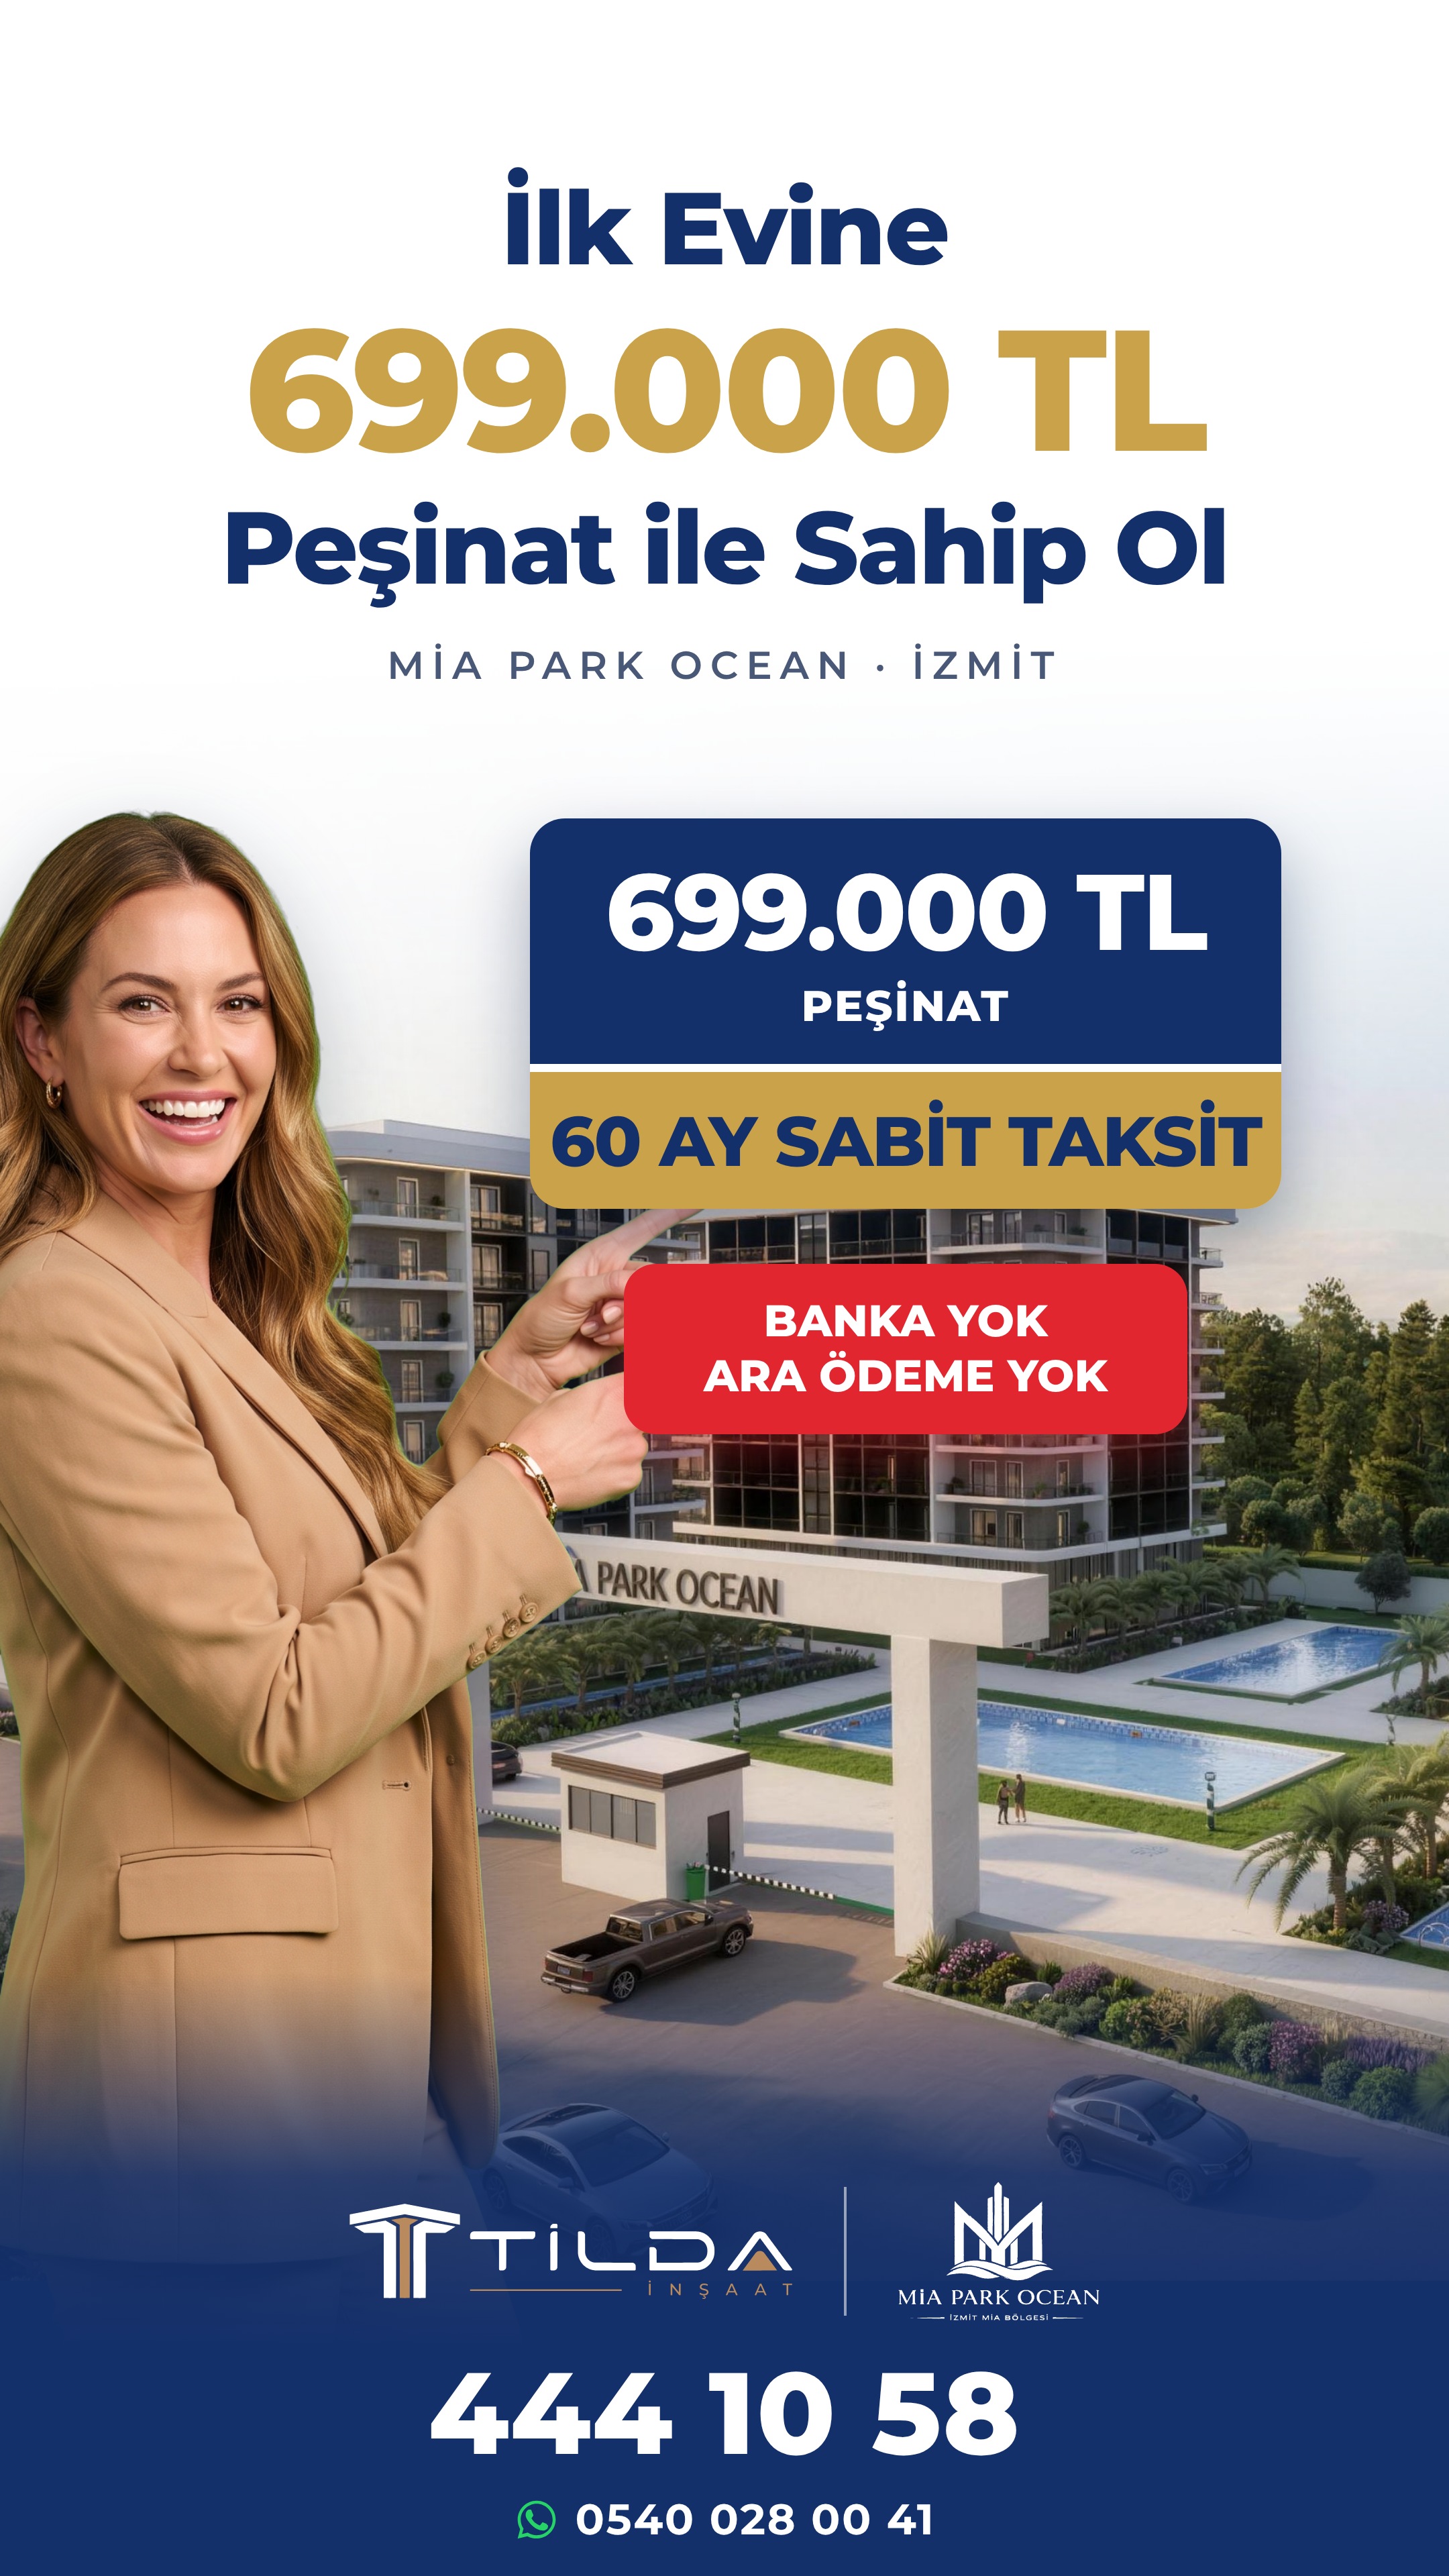 İlk Evine
699.000 TL
Peşinat ile Sahip Ol
MİA PARK OCEAN · İZMİT
699.000 TL
PEŞİNAT
60 AY SABİT TAKSİT
BANKA YOK
ARA ÖDEME YOK
PARK OCEAN
TİLDA
İNŞAAT
MİA PARK OCEAN
İZMİT MİA BÖLGESİ
444 10 58
0540 028 00 41